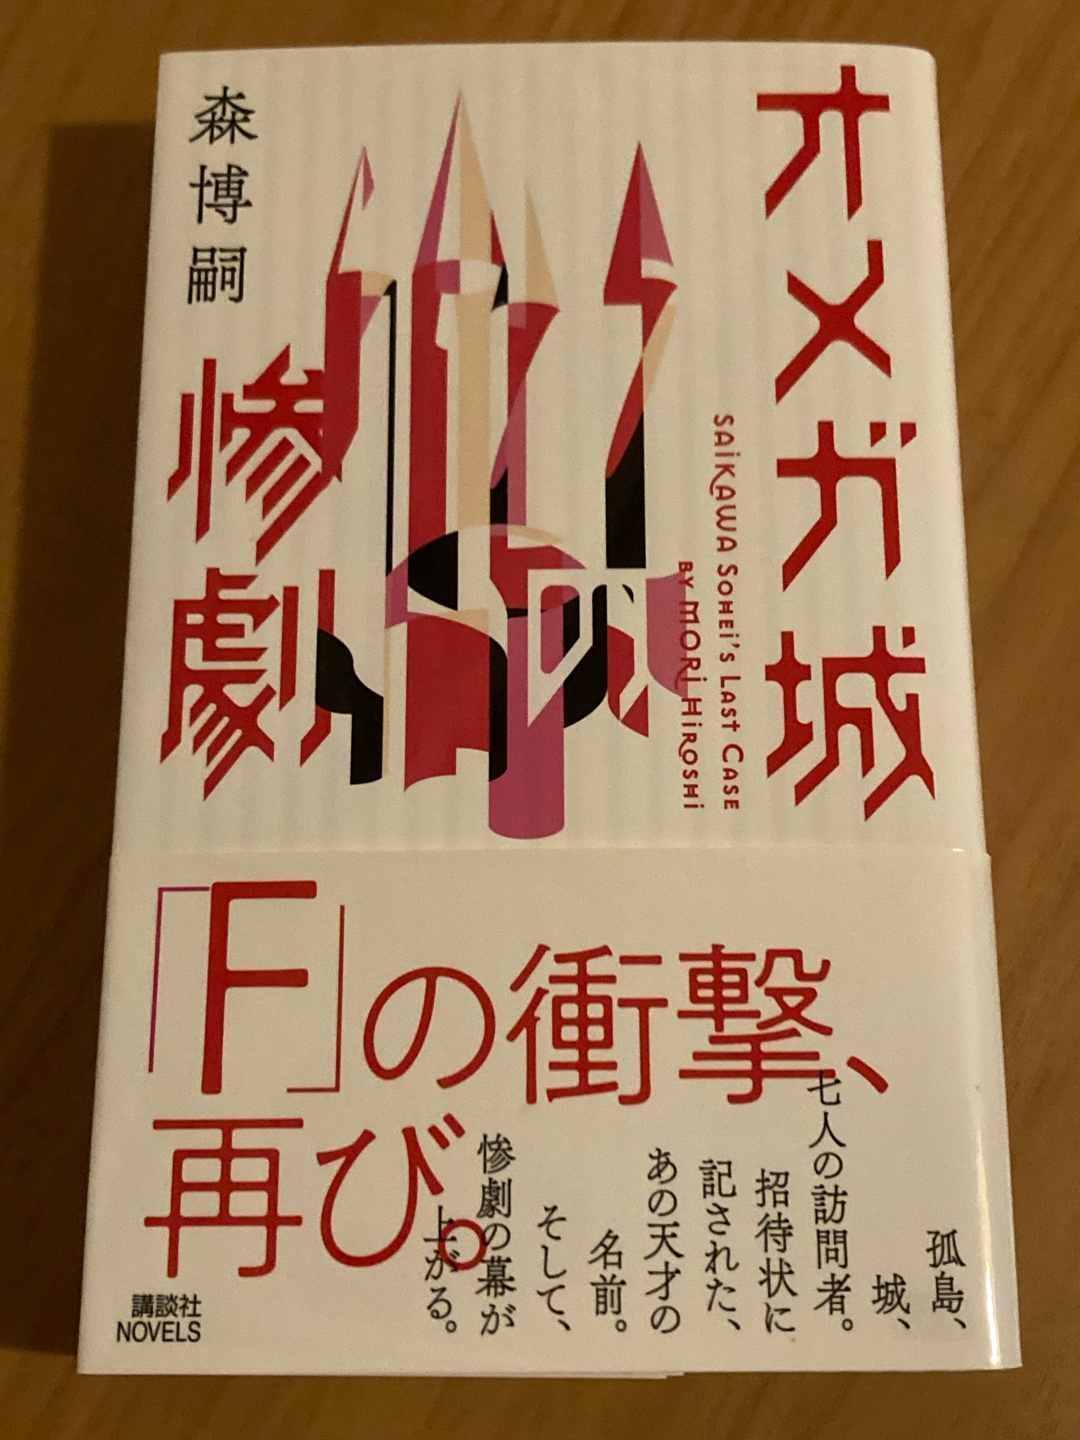 オメガ城
の
惨劇
SAIKAWA SOHEI'S LAST CASE
BY MORI HIROSHI
森博嗣
「F」の衝撃、
再び。
孤島、
城、
七人の訪問者。
招待状に
記された、
あの天才の
名前。
そして、
惨劇の幕が
上がる。
講談社
NOVELS